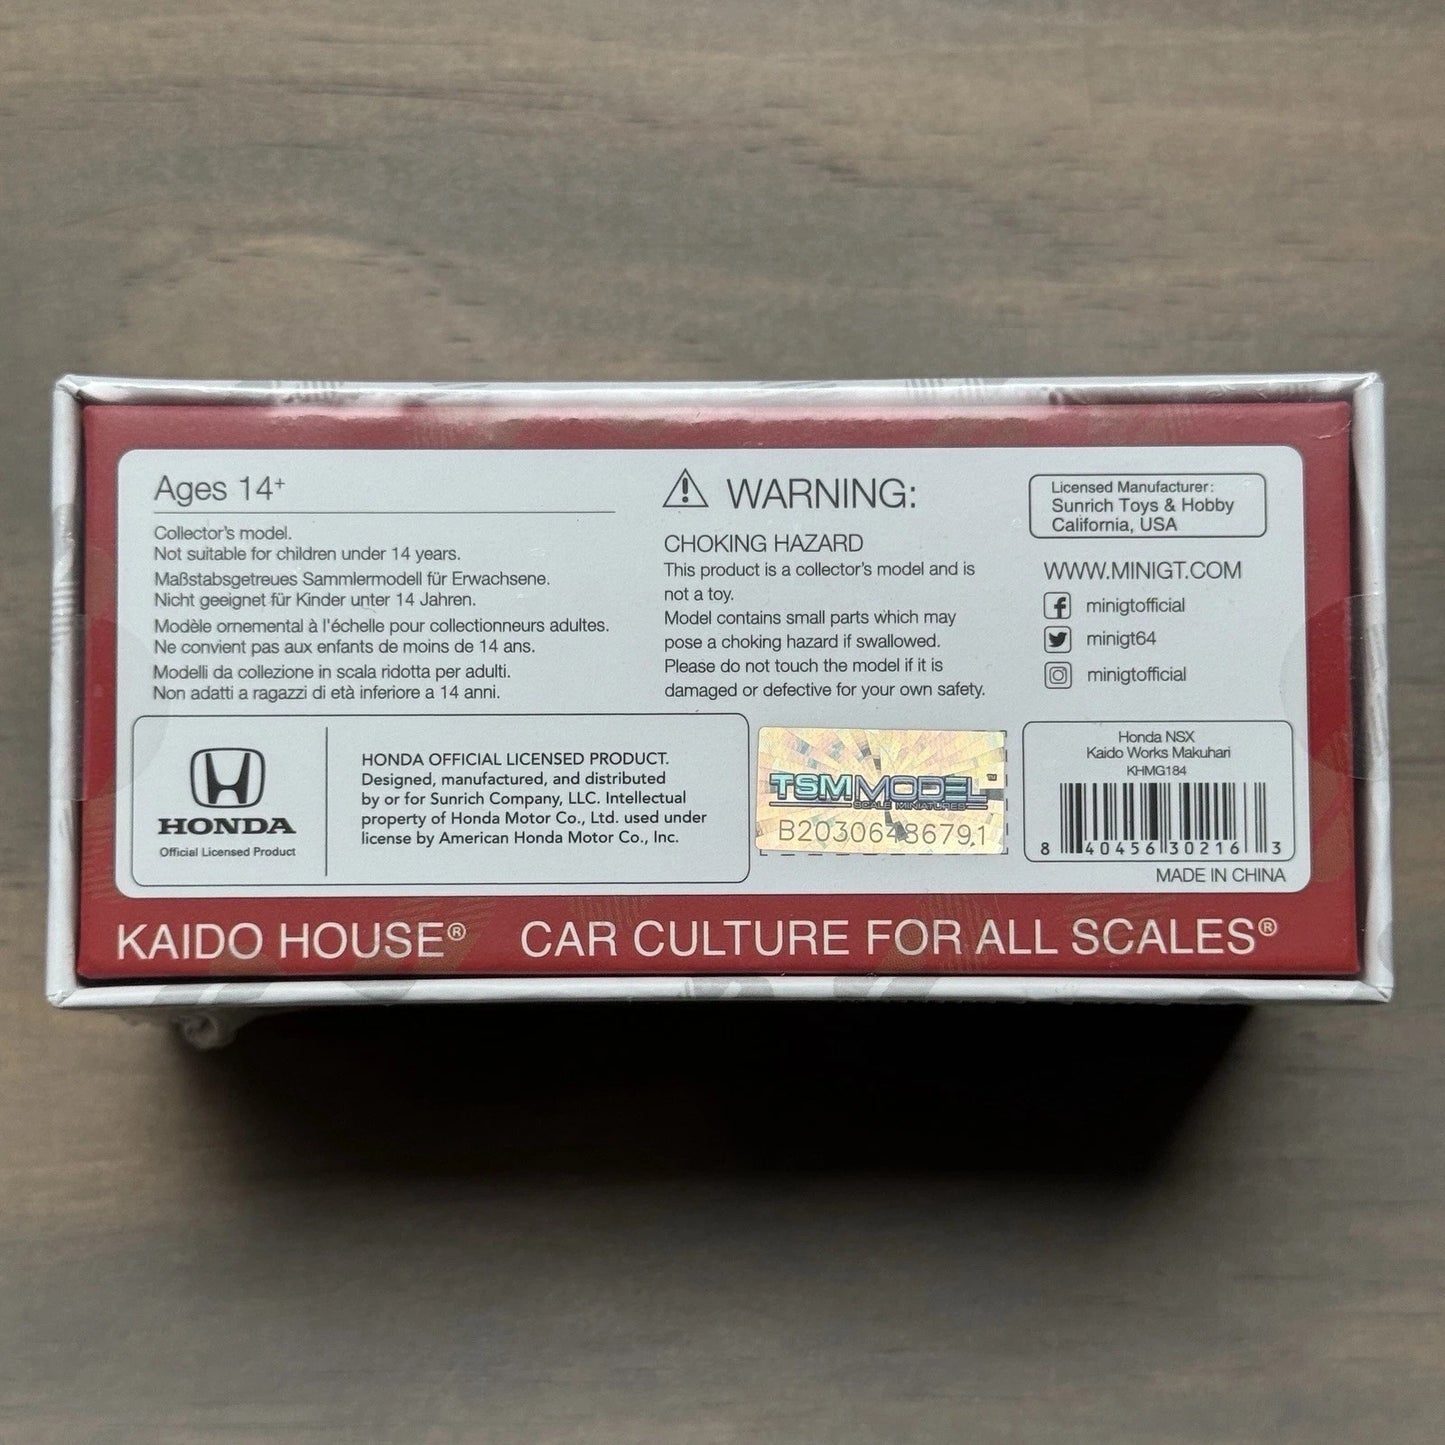 Ages 14+
Collector's model.
Not suitable for children under 14 years.
Maßstabsgetreues Sammlermodell für Erwachsene.
Nicht geeignet für Kinder unter 14 Jahren.
Modèle ornemental à l'échelle pour collectionneurs adultes.
Ne convient pas aux enfants de moins de 14 ans.
Modelli da collezione in scala ridotta per adulti.
Non adatti a ragazzi di età inferiore a 14 anni.
WARNING:
CHOKING HAZARD
This product is a collector's model and is
not a toy.
Model contains small parts which may
pose a choking hazard if swallowed.
Please do not touch the model if it is
damaged or defective for your own safety.
Licensed Manufacturer:
Sunrich Toys & Hobby
California, USA
WWW.MINIGT.COM
minigtofficial
minigt64
minigtofficial
HONDA
Official Licensed Product
HONDA OFFICIAL LICENSED PRODUCT.
Designed, manufactured, and distributed
by or for Sunrich Company, LLC. Intellectual
property of Honda Motor Co., Ltd. used under
license by American Honda Motor Co., Inc.
TSM MODEL™
SCALE MINIATURES
B20306486791
Honda NSX
Kaido Works Makuhari
KHMG184
8 40456 30216 3
MADE IN CHINA
KAIDO HOUSE® CAR CULTURE FOR ALL SCALES®